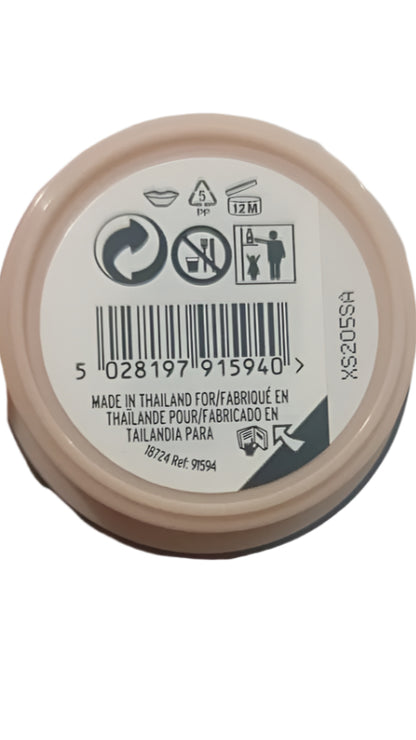 5
PP
12M
5 028197 915940 >
MADE IN THAILAND FOR/FABRIQUÉ EN
THAÏLANDE POUR/FABRICADO EN
TAILANDIA PARA
18724 Ref: 91594
XS205SA